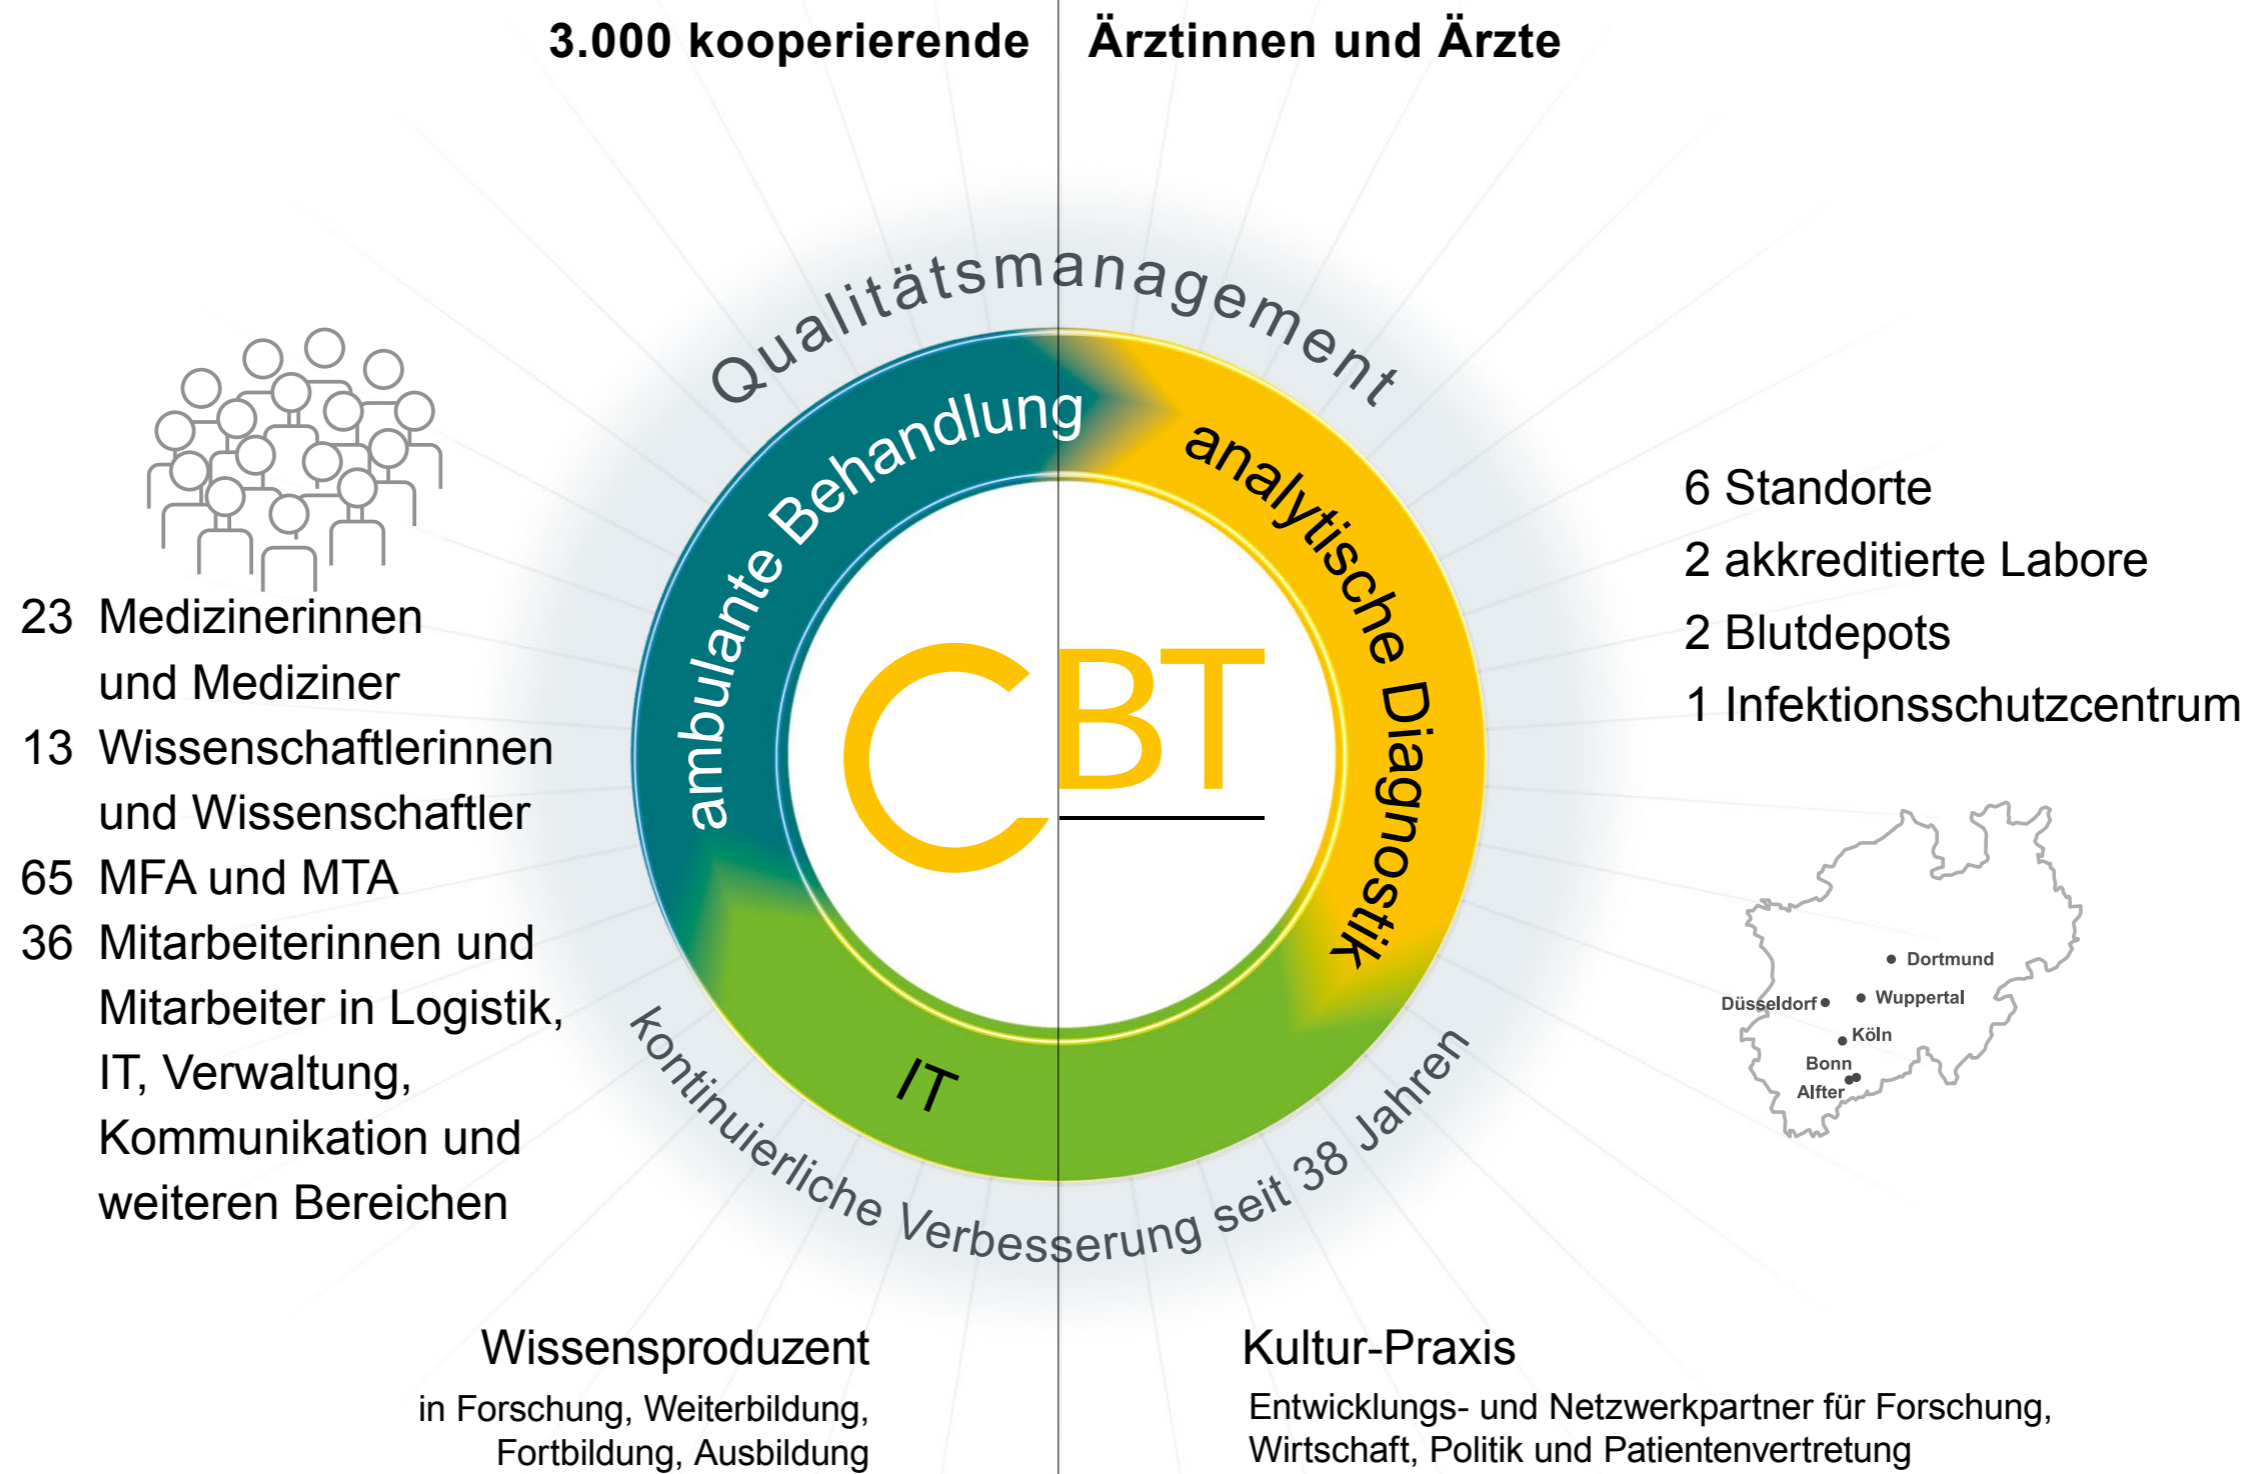 3.000 kooperierende Ärztinnen und Ärzte
Qualitätsmanagement
ambulante Behandlung
analytische Diagnostik
IT
CBT
kontinuierliche Verbesserung seit 38 Jahren
23 Medizinerinnen
und Mediziner
13 Wissenschaftlerinnen
und Wissenschaftler
65 MFA und MTA
36 Mitarbeiterinnen und
Mitarbeiter in Logistik,
IT, Verwaltung,
Kommunikation und
weiteren Bereichen
6 Standorte
2 akkreditierte Labore
2 Blutdepots
1 Infektionsschutzcentrum
Dortmund
Düsseldorf
Wuppertal
Köln
Bonn
Alfter
Wissensproduzent
in Forschung, Weiterbildung,
Fortbildung, Ausbildung
Kultur-Praxis
Entwicklungs- und Netzwerkpartner für Forschung,
Wirtschaft, Politik und Patientenvertretung